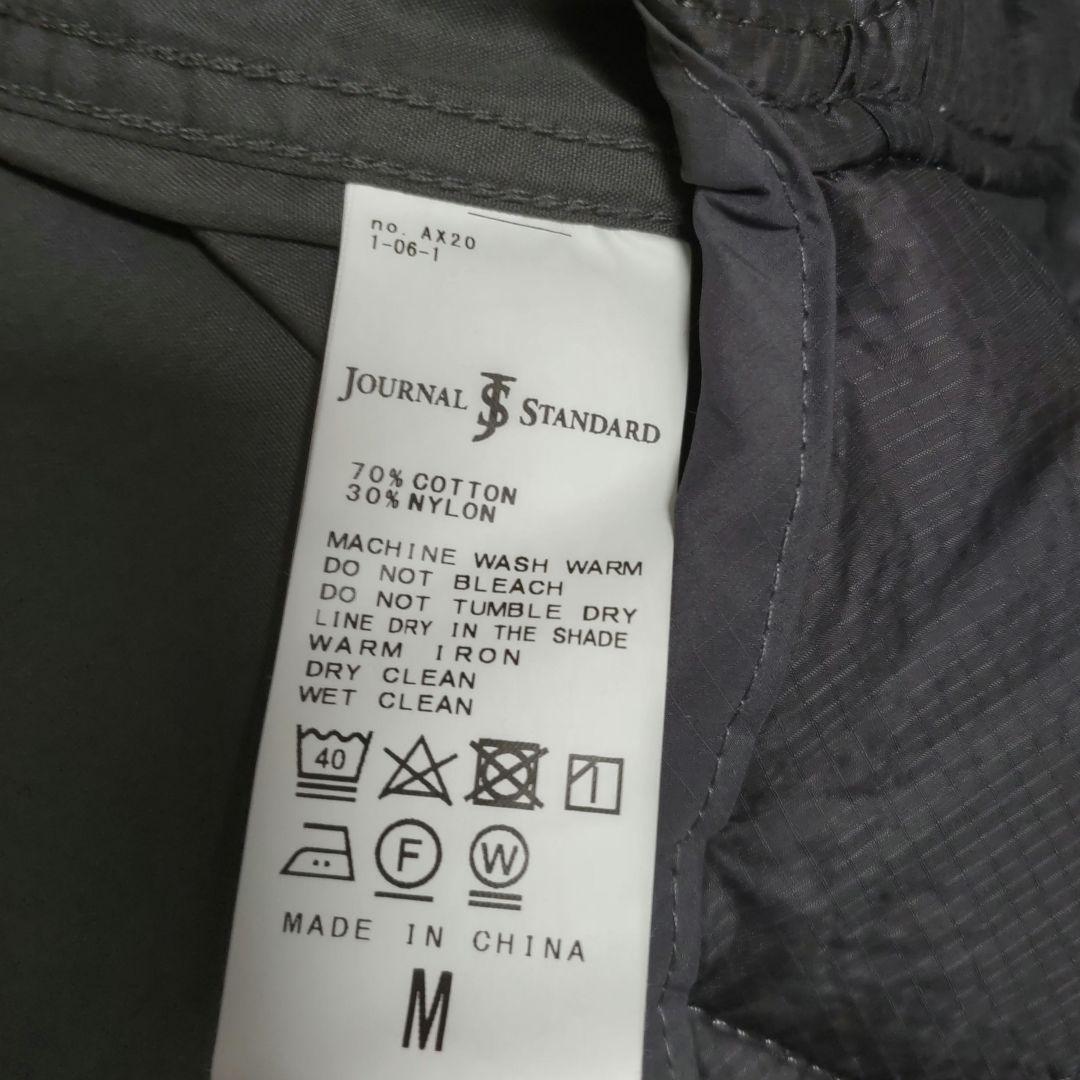 no. AX20
1-06-1
JOURNAL JS STANDARD
70% COTTON
30% NYLON
MACHINE WASH WARM
DO NOT BLEACH
DO NOT TUMBLE DRY
LINE DRY IN THE SHADE
WARM IRON
DRY CLEAN
WET CLEAN
40
F W
MADE IN CHINA
M